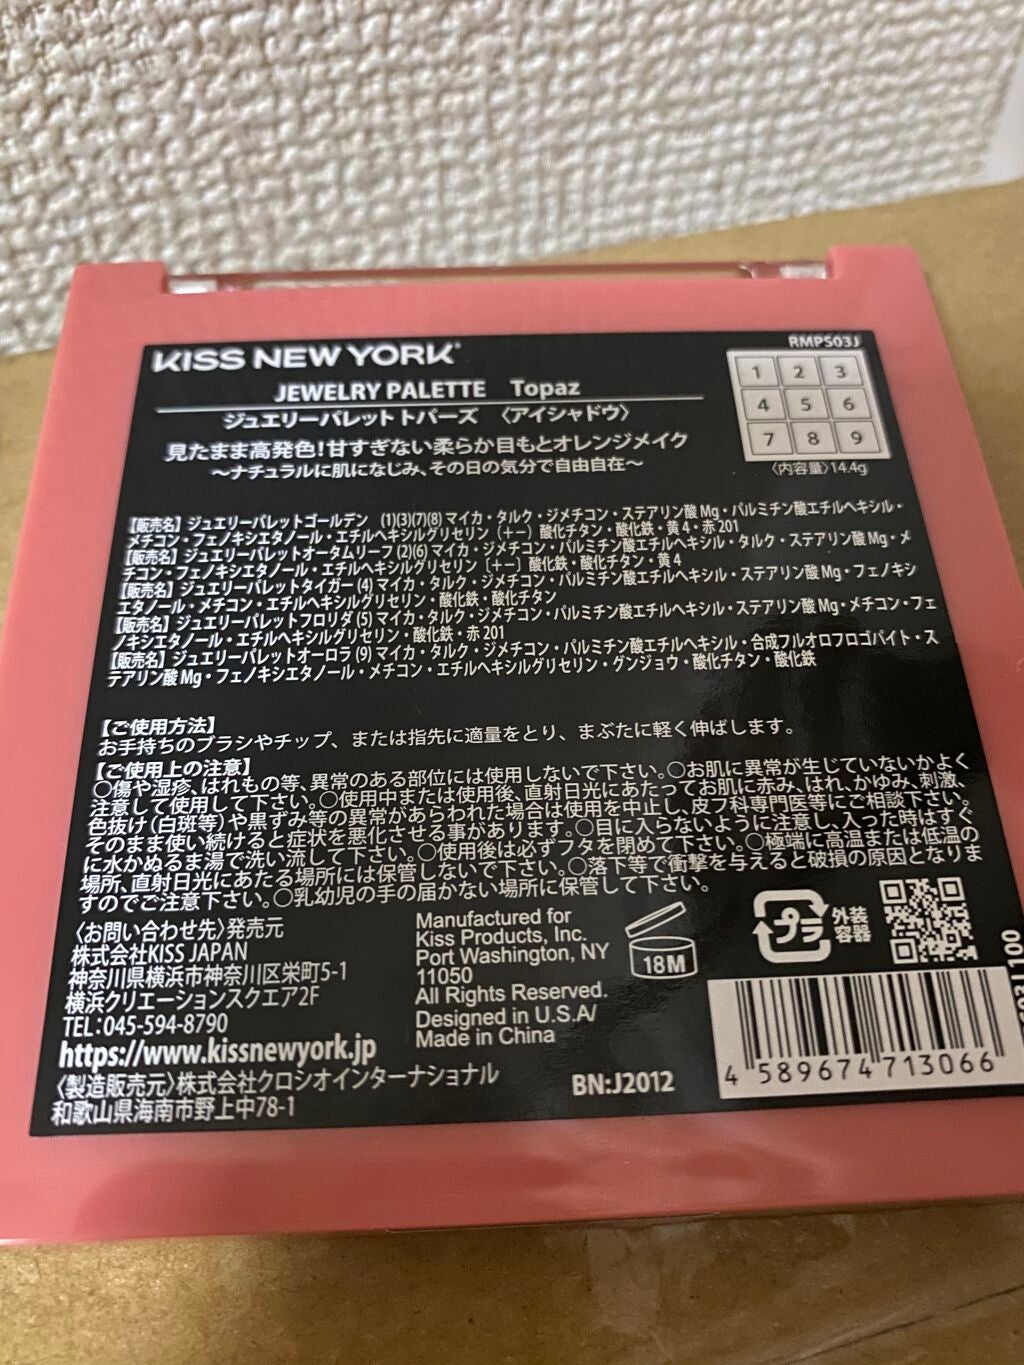 KISS NEW YORK®
RMPS03J
JEWELRY PALETTE Topaz
ジュエリーパレット トパーズ 〈アイシャドウ〉
見たまま高発色!甘すぎない柔らか目もとオレンジメイク
～ナチュラルに肌になじみ、その日の気分で自由自在～
1 2 3
4 5 6
7 8 9
〈内容量〉14.4g
【販売名】ジュエリーパレットゴールデン (1)(3)(7)(8) マイカ・タルク・ジメチコン・ステアリン酸 Mg・パルミチン酸エチルヘキシル・
メチコン・フェノキシエタノール・エチルヘキシルグリセリン〔+－〕酸化チタン・酸化鉄・黄 4・赤 201
【販売名】ジュエリーパレットオータムリーフ (2)(6) マイカ・ジメチコン・パルミチン酸エチルヘキシル・タルク・ステアリン酸 Mg・メ
チコン・フェノキシエタノール・エチルヘキシルグリセリン〔+－〕酸化鉄・酸化チタン・黄 4
【販売名】ジュエリーパレットタイガー (4) マイカ・タルク・ジメチコン・パルミチン酸エチルヘキシル・ステアリン酸 Mg・フェノキシ
エタノール・メチコン・エチルヘキシルグリセリン・酸化鉄・酸化チタン
【販売名】ジュエリーパレットフロリダ (5) マイカ・タルク・ジメチコン・パルミチン酸エチルヘキシル・ステアリン酸 Mg・メチコン・フェ
ノキシエタノール・エチルヘキシルグリセリン・酸化鉄・赤 201
【販売名】ジュエリーパレットオーロラ (9) マイカ・タルク・ジメチコン・パルミチン酸エチルヘキシル・合成フルオロフロゴパイト・ス
テアリン酸 Mg・フェノキシエタノール・メチコン・エチルヘキシルグリセリン・グンジョウ・酸化チタン・酸化鉄
【ご使用方法】
お手持ちのブラシやチップ、または指先に適量をとり、まぶたに軽く伸ばします。
【ご使用上の注意】
○傷や湿疹、はれもの等、異常のある部位には使用しないで下さい。○お肌に異常が生じていないかよく
注意して使用して下さい。○使用中または使用後、直射日光にあたってお肌に赤み、はれ、かゆみ、刺激、
色抜け(白斑等)や黒ずみ等の異常があらわれた場合は使用を中止し、皮フ科専門医等にご相談下さい。
そのまま使い続けると症状を悪化させる事があります。○目に入らないように注意し、入った時はすぐ
に水かぬるま湯で洗い流して下さい。○使用後は必ずフタを閉めて下さい。○極端に高温または低温の
場所、直射日光にあたる場所には保管しないで下さい。○落下等で衝撃を与えると破損の原因となりま
すのでご注意下さい。○乳幼児の手の届かない場所に保管して下さい。
〈お問い合わせ先〉発売元
株式会社KISS JAPAN
神奈川県横浜市神奈川区栄町5-1
横浜クリエーションスクエア2F
TEL:045-594-8790
https://www.kissnewyork.jp
〈製造販売元〉株式会社クロシオインターナショナル
和歌山県海南市野上中78-1
Manufactured for
Kiss Products, Inc.
Port Washington, NY
11050
All Rights Reserved.
Designed in U.S.A/
Made in China
18M
プラ
外装
容器
BN:J2012
4 589674 713066